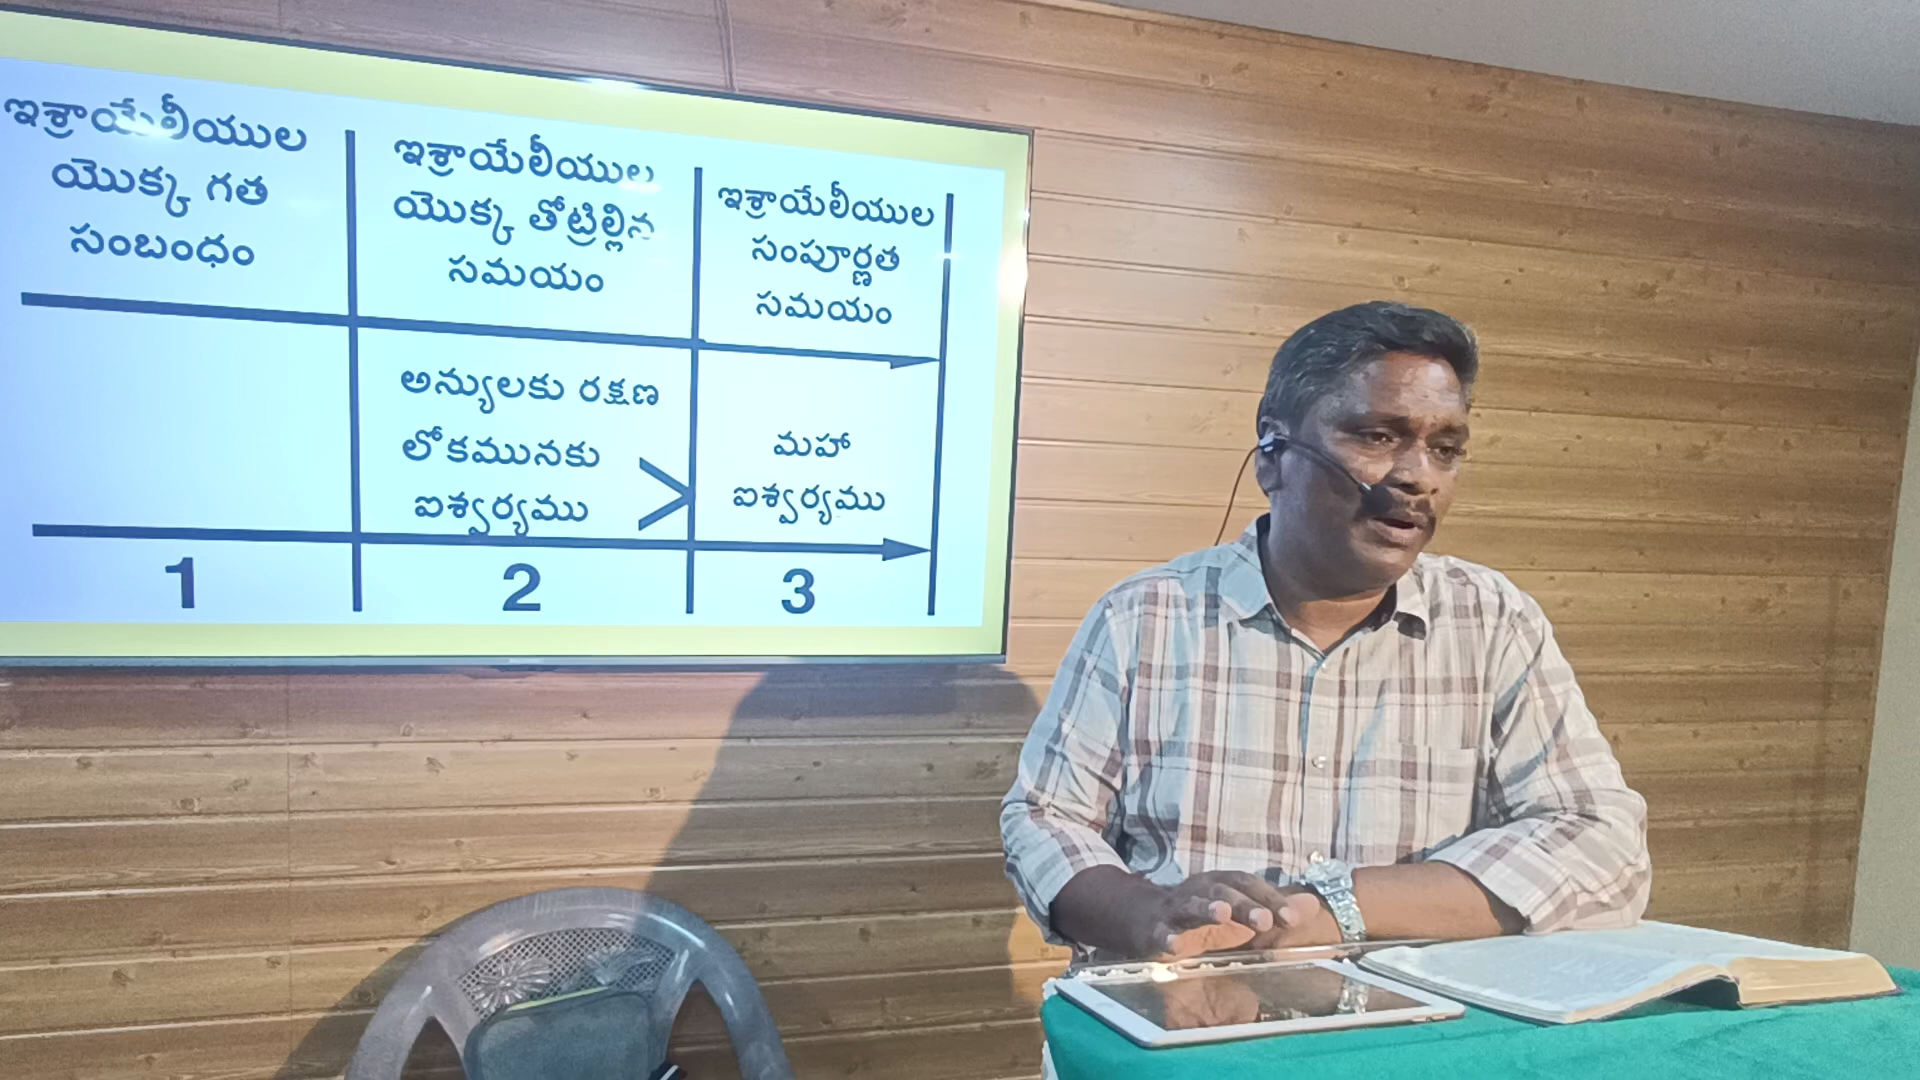 ఇశ్రాయేలీయుల
యొక్క గత
సంబంధం
ఇశ్రాయేలీయుల
యొక్క తోట్రిల్లిన
సమయం
ఇశ్రాయేలీయుల
సంపూర్ణత
సమయం
అన్యులకు రక్షణ
లోకమునకు
ఐశ్వర్యము
>
మహా
ఐశ్వర్యము
1
2
3